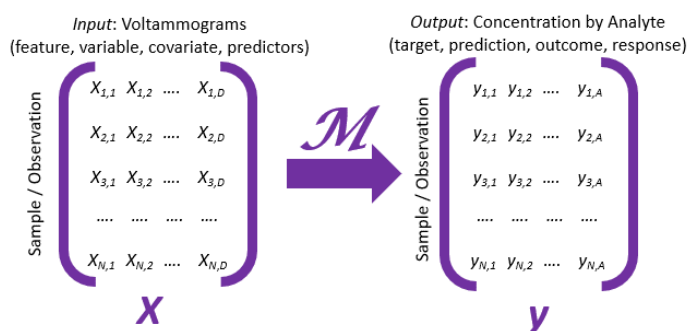 Input: Voltammograms
(feature, variable, covariate, predictors)
Output: Concentration by Analyte
(target, prediction, outcome, response)
Sample / Observation
X1,1 X1,2 .... X1,D
X2,1 X2,2 .... X2,D
X3,1 X3,2 .... X3,D
.... .... .... ....
XN,1 XN,2 .... XN,D
X
ℳ
Sample / Observation
y1,1 y1,2 .... y1,A
y2,1 y2,2 .... y2,A
y3,1 y3,2 .... y3,A
.... .... .... ....
yN,1 yN,2 .... yN,A
y